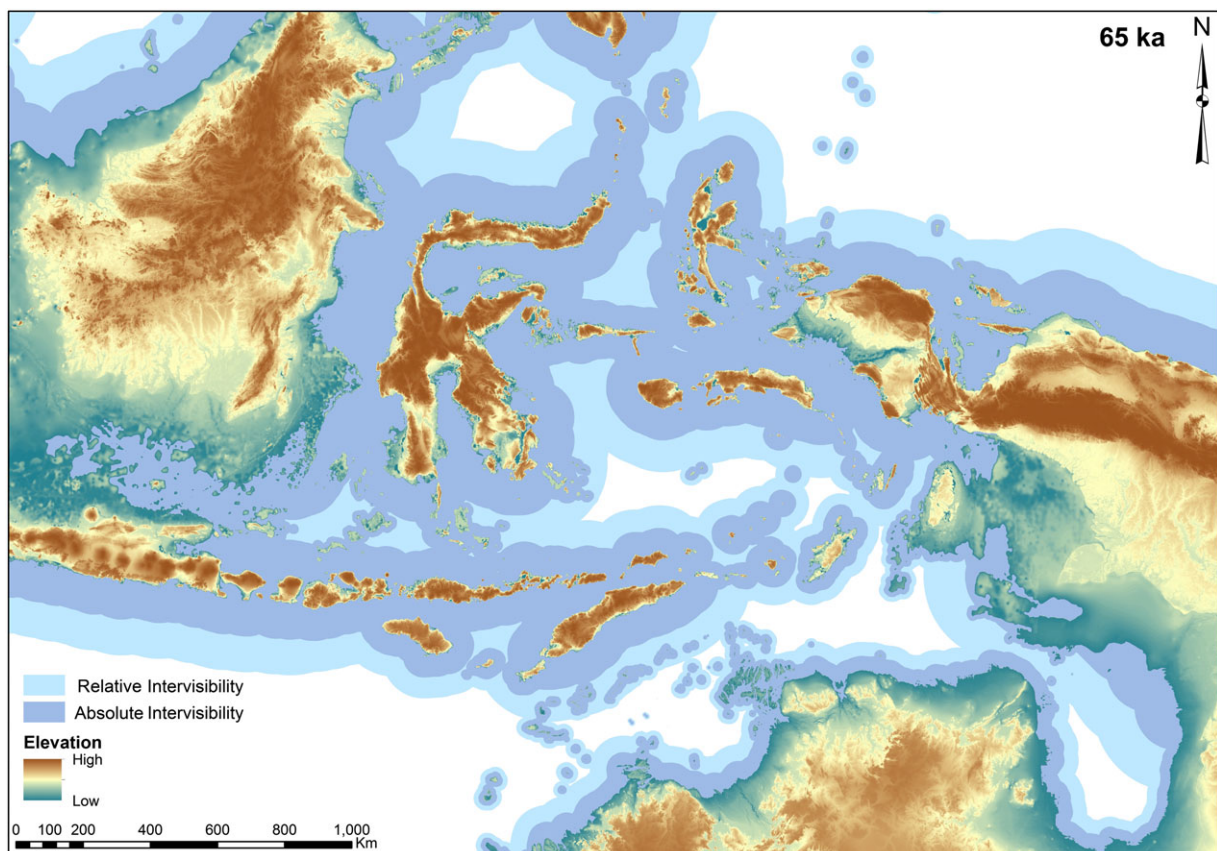 65 ka
N
Relative Intervisibility
Absolute Intervisibility
Elevation
High
Low
0 100 200 400 600 800 1,000
Km